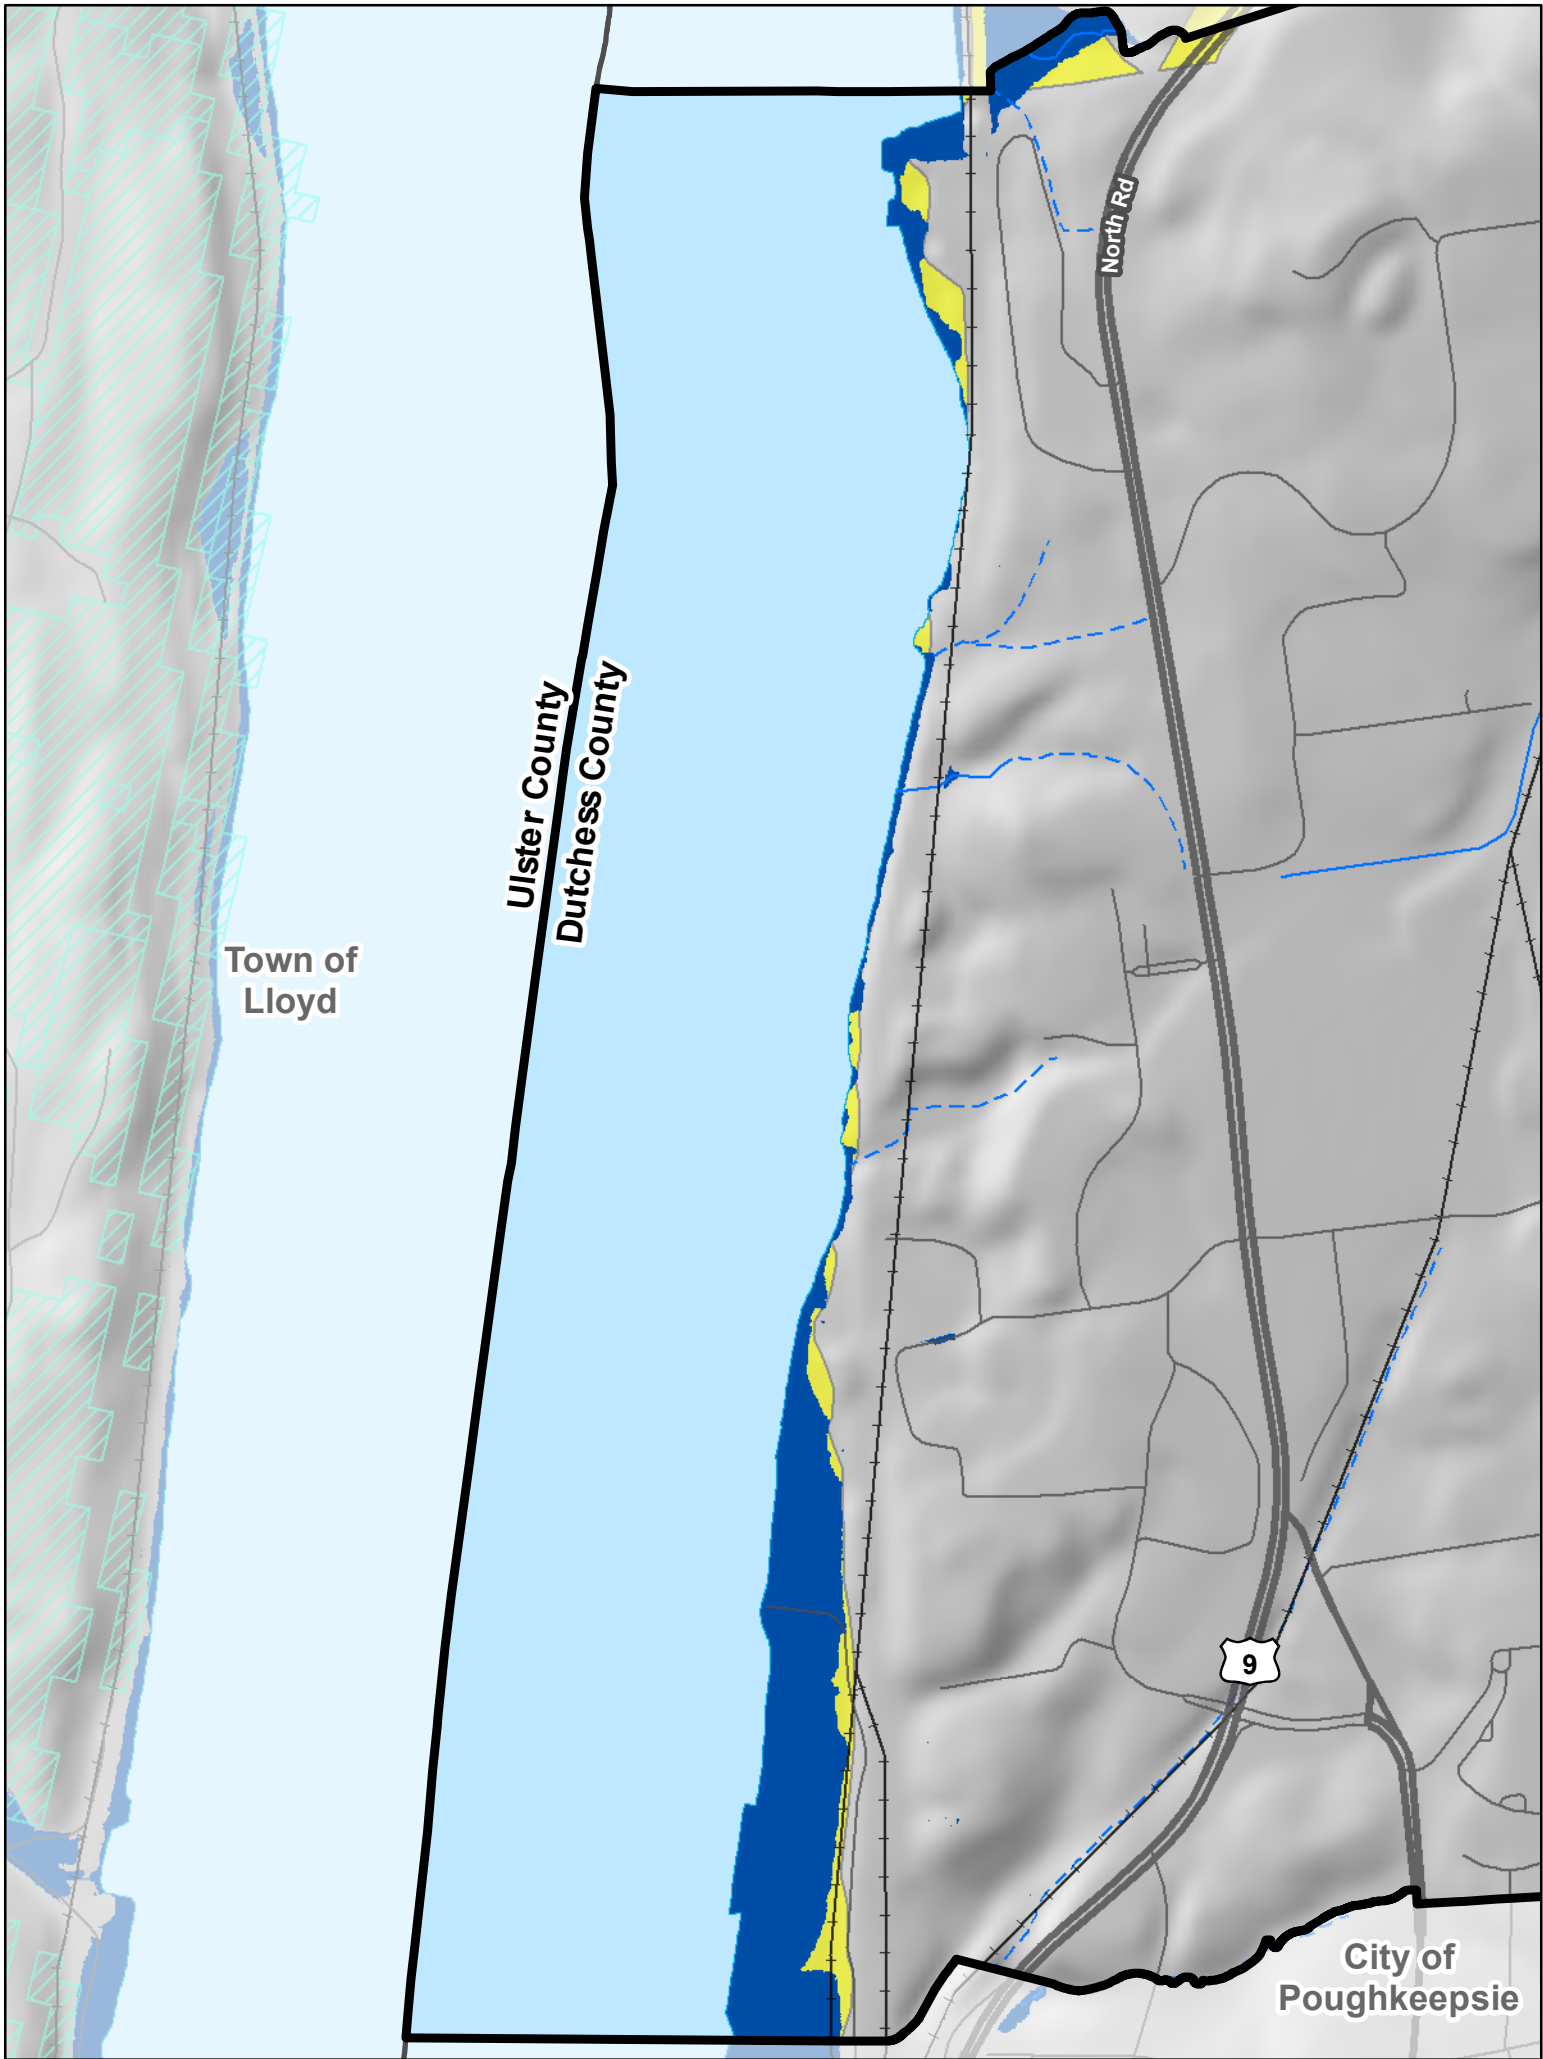 North Rd
Ulster County
Dutchess County
Town of
Lloyd
9
City of
Poughkeepsie